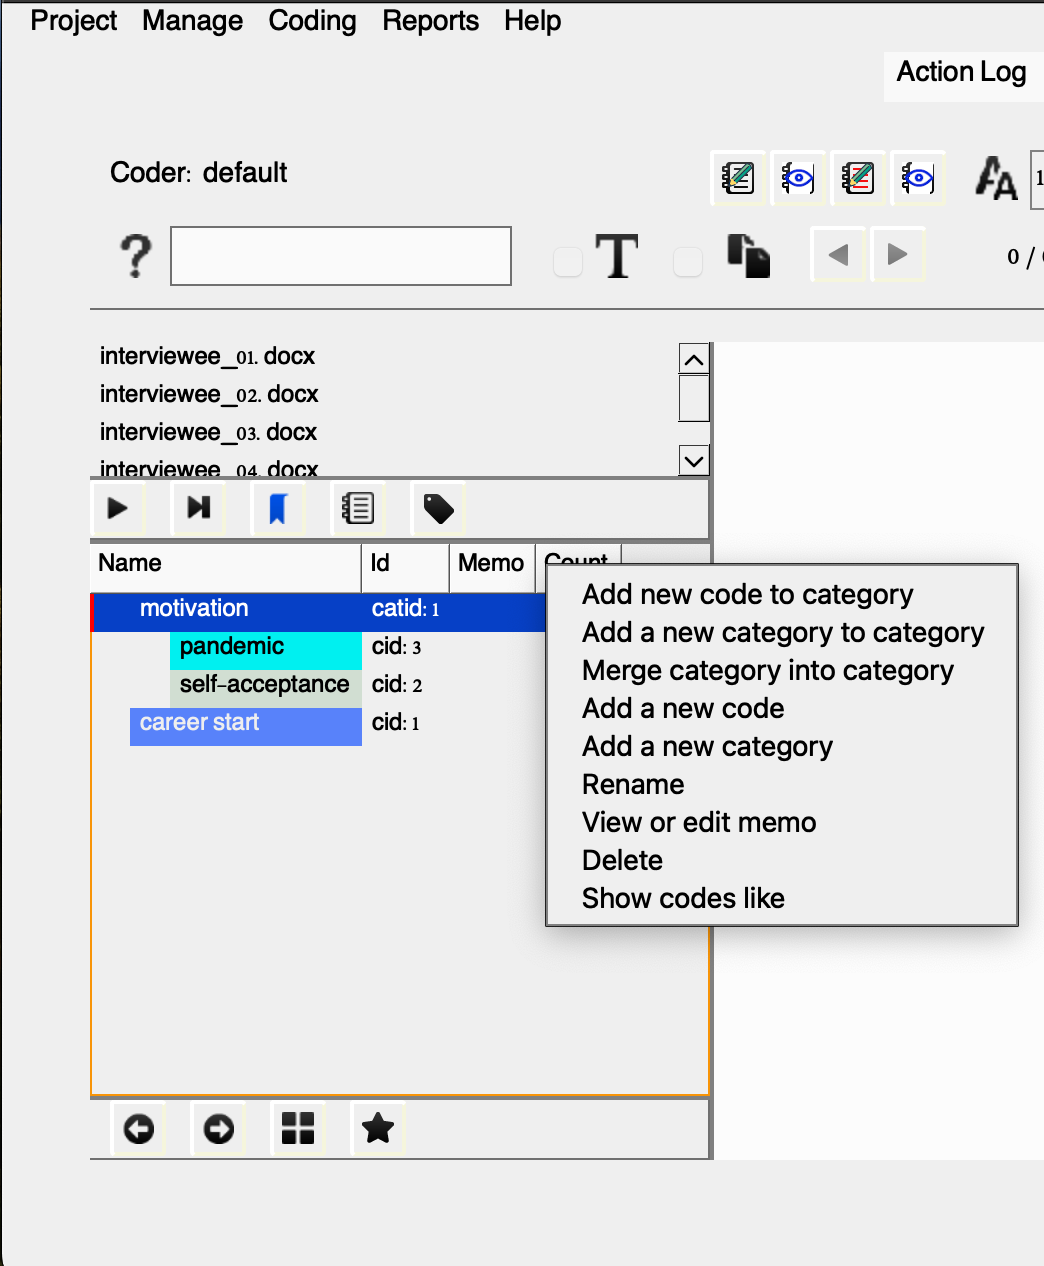 Project Manage Coding Reports Help
Action Log
Coder: default
T
0 /
interviewee_01. docx
interviewee_02. docx
interviewee_03. docx
interviewee_04. docx
Name Id Memo Count
motivation catid: 1
pandemic cid: 3
self-acceptance cid: 2
career start cid: 1
Add new code to category
Add a new category to category
Merge category into category
Add a new code
Add a new category
Rename
View or edit memo
Delete
Show codes like